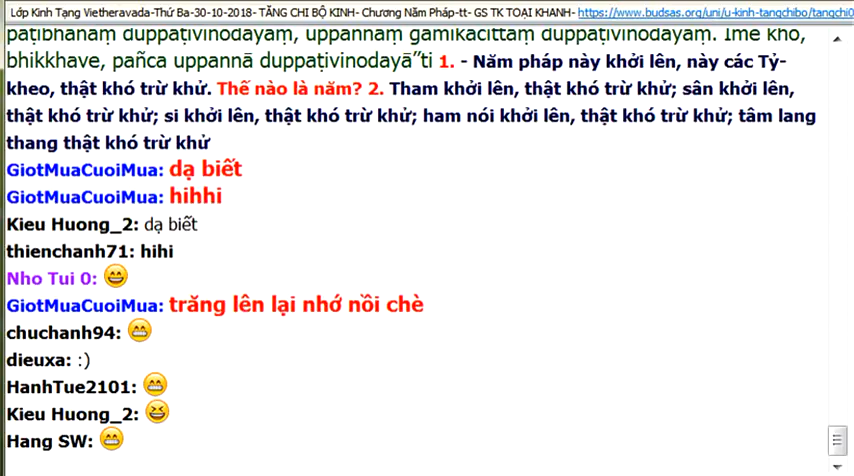 Lớp Kinh Tạng Vietheravada-Thứ Ba-30-10-2018- TĂNG CHI BỘ KINH- Chương Năm Pháp-tt- GS TK TOẠI KHANH- https://www.budsas.org/uni/u-kinh-tangchibo/tangchi0
paṭibhānaṃ duppaṭivinodayaṃ, uppannaṃ gamikacittaṃ duppaṭivinodayaṃ. Ime kho,
bhikkhave, pañca uppannā duppaṭivinodayā”ti 1. - Năm pháp này khởi lên, này các Tỷ-
kheo, thật khó trừ khử. Thế nào là năm? 2. Tham khởi lên, thật khó trừ khử; sân khởi lên,
thật khó trừ khử; si khởi lên, thật khó trừ khử; ham nói khởi lên, thật khó trừ khử; tâm lang
thang thật khó trừ khử
GiotMuaCuoiMua: dạ biết
GiotMuaCuoiMua: hihhi
Kieu Huong_2: dạ biết
thienchanh71: hihi
Nho Tui 0: 😁
GiotMuaCuoiMua: trăng lên lại nhớ nồi chè
chuchanh94: 😁
dieuxa: :)
HanhTue2101: 😁
Kieu Huong_2: 😆
Hang SW: 😁